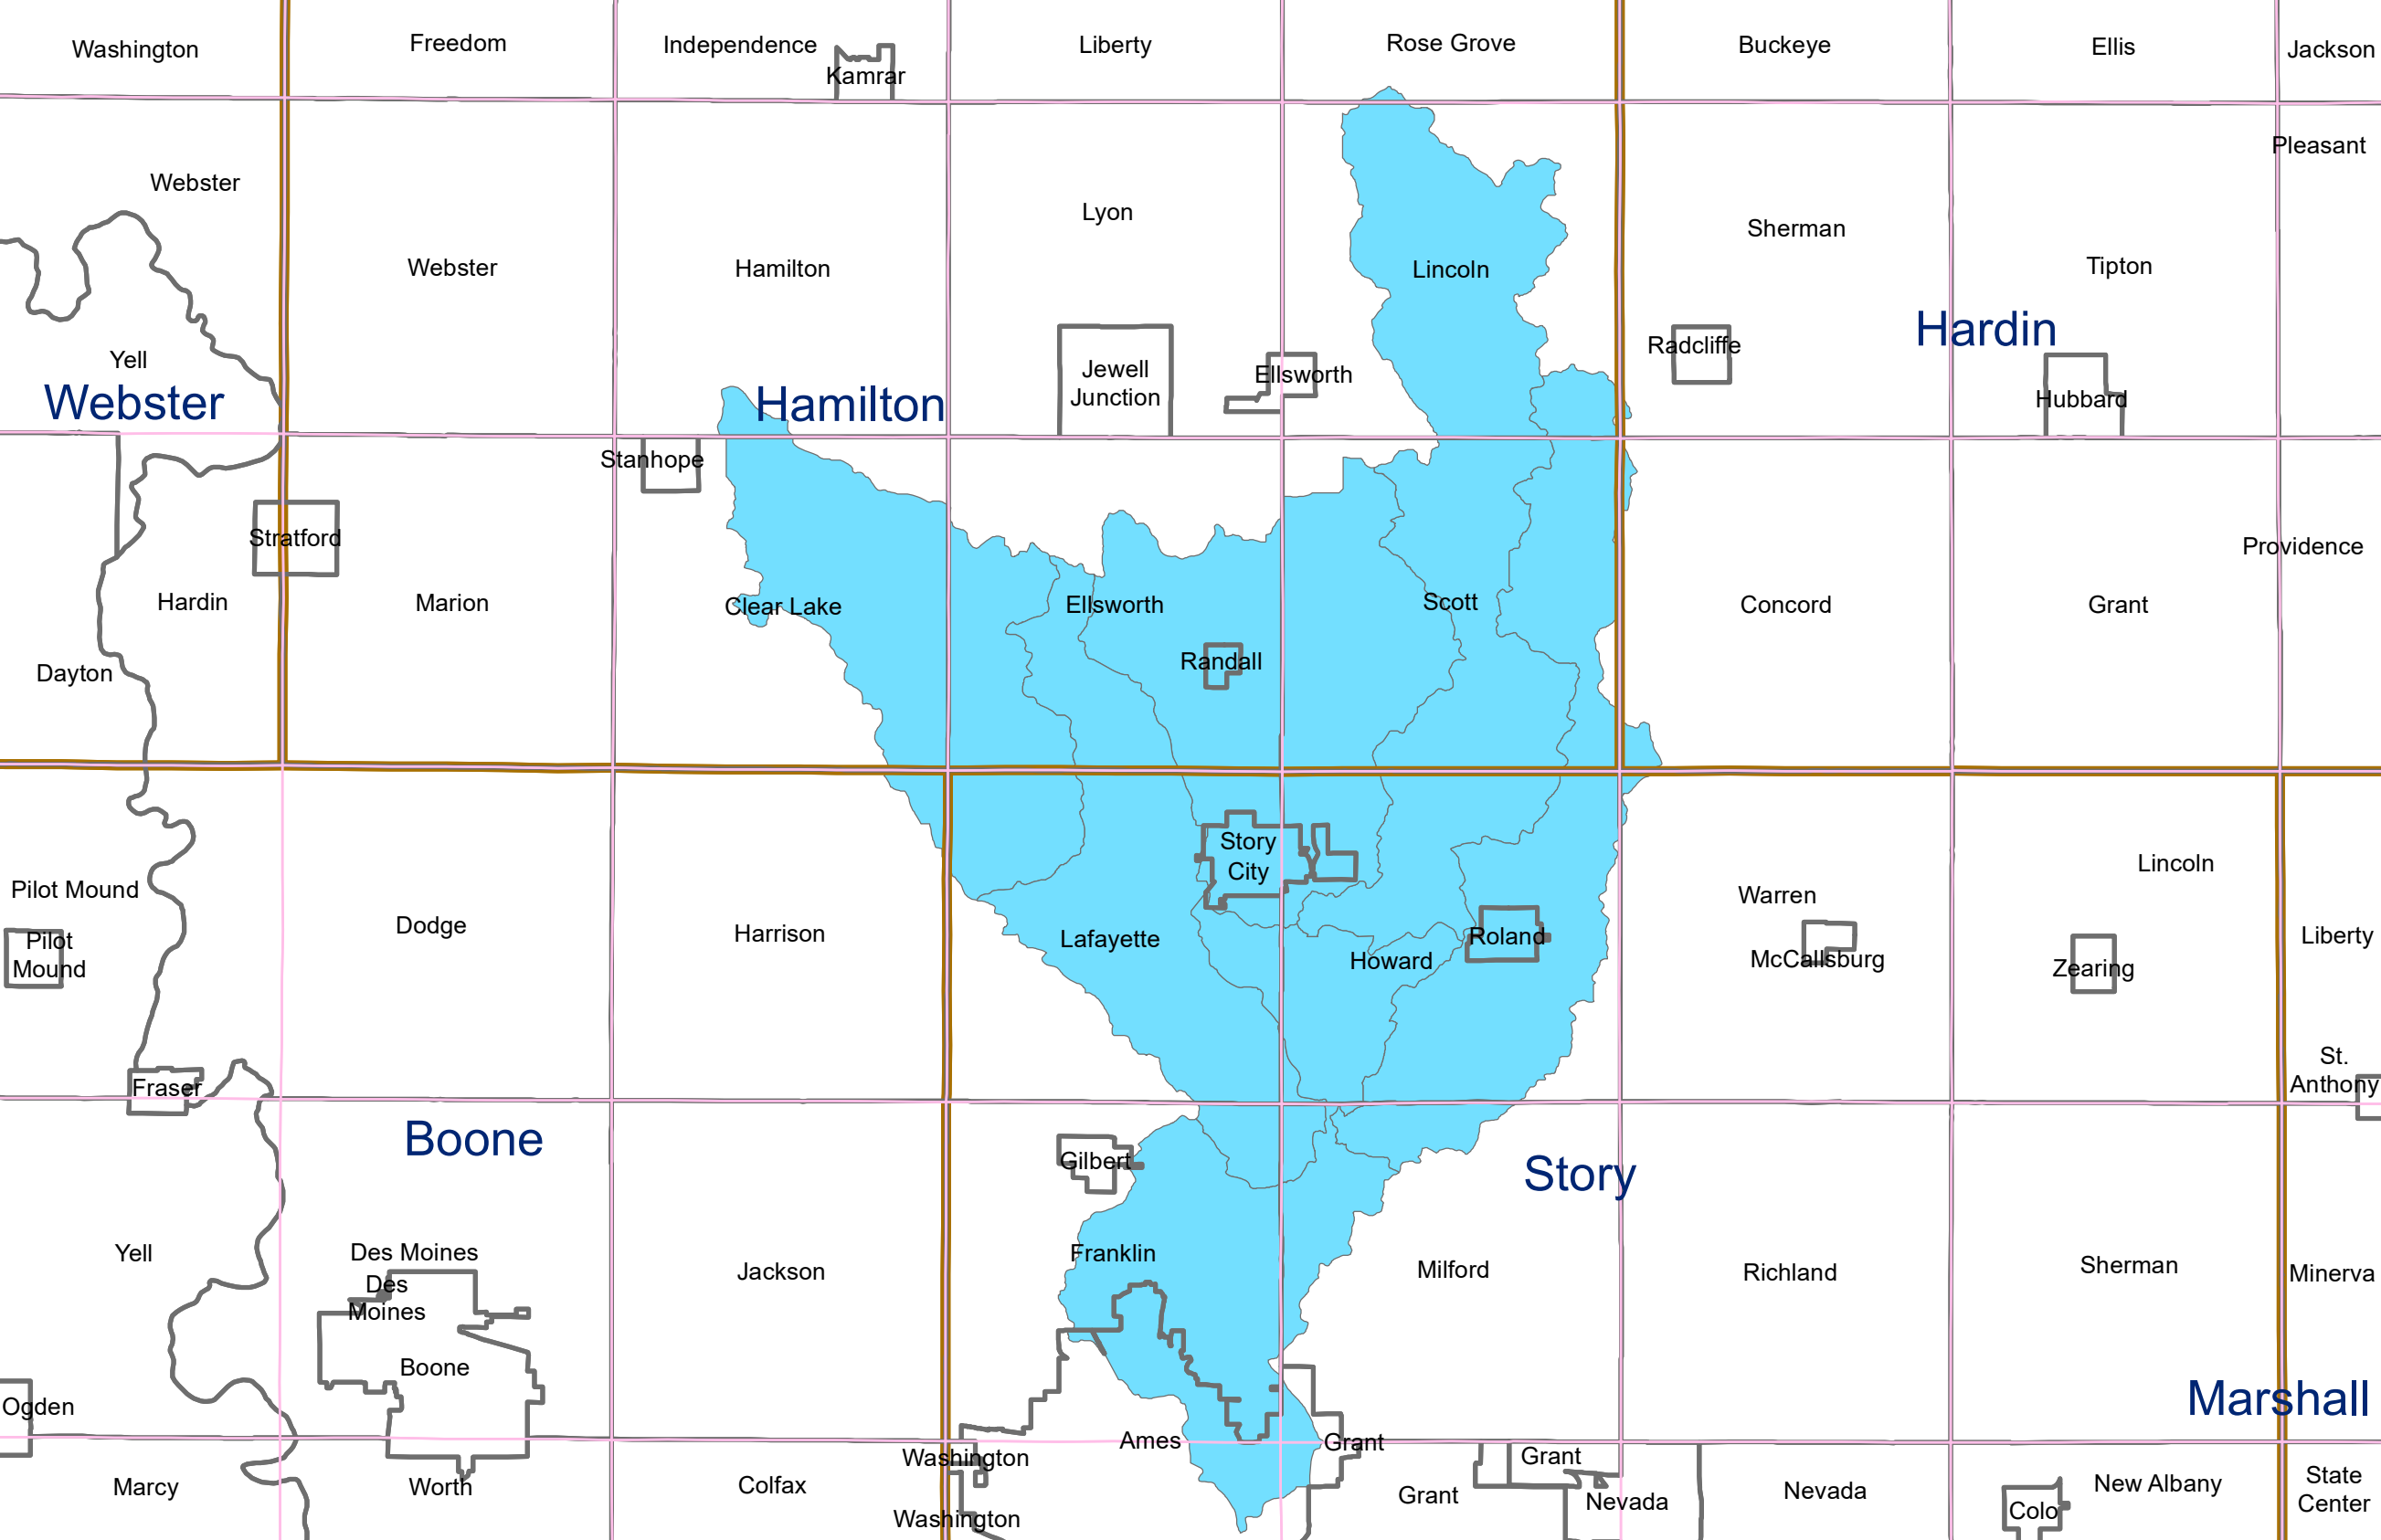 Washington
Freedom
Independence
Kamrar
Liberty
Rose Grove
Buckeye
Ellis
Jackson
Pleasant
Webster
Webster
Hamilton
Lyon
Lincoln
Sherman
Tipton
Yell
Webster
Hamilton
Jewell
Junction
Ellsworth
Radcliffe
Hardin
Hubbard
Stanhope
Stratford
Providence
Hardin
Marion
Clear Lake
Ellsworth
Scott
Concord
Grant
Dayton
Randall
Story
City
Pilot Mound
Pilot
Mound
Dodge
Harrison
Lafayette
Howard
Roland
Warren
McCallsburg
Lincoln
Zearing
Liberty
Fraser
St.
Anthony
Boone
Gilbert
Story
Yell
Des Moines
Des
Moines
Boone
Jackson
Franklin
Milford
Richland
Sherman
Minerva
Ogden
Marshall
Ames
Washington
Grant
Grant
Marcy
Worth
Colfax
Washington
Grant
Nevada
Nevada
Colo
New Albany
State
Center